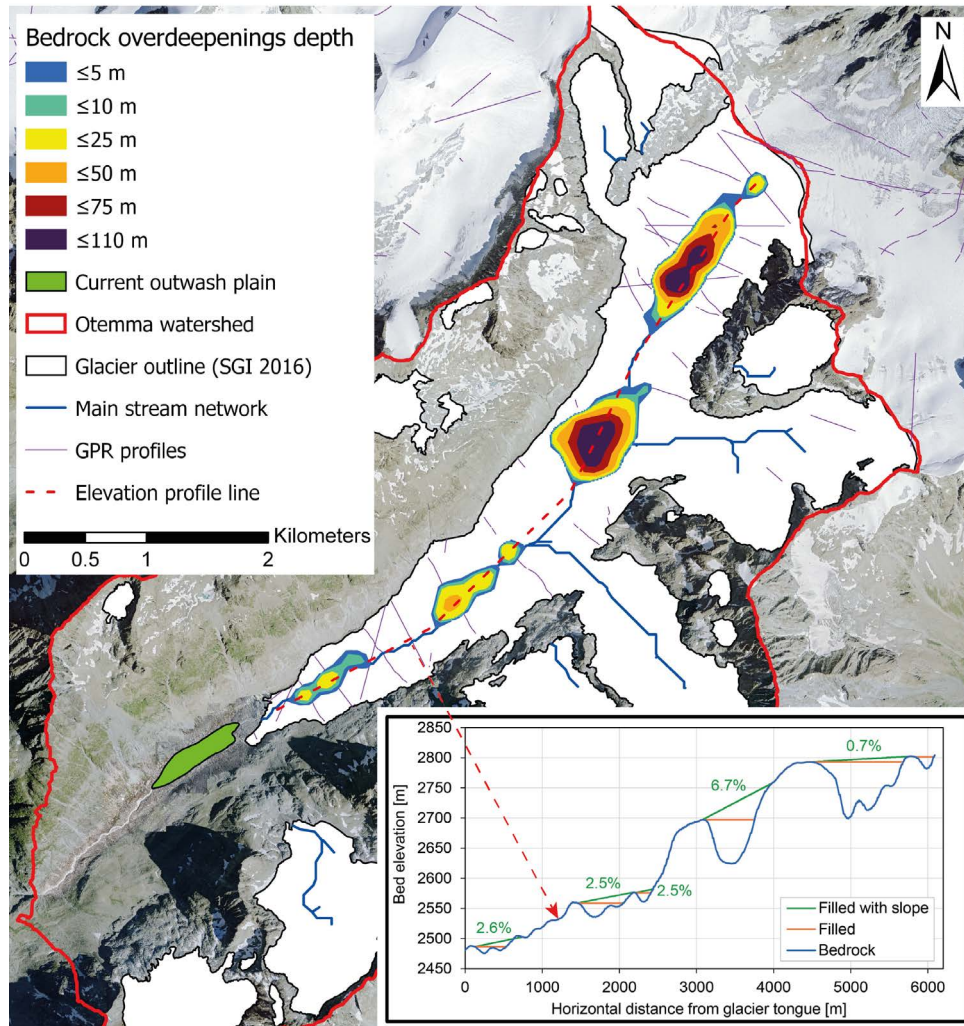 Bedrock overdeepenings depth
≤5 m
≤10 m
≤25 m
≤50 m
≤75 m
≤110 m
Current outwash plain
Otemma watershed
Glacier outline (SGI 2016)
Main stream network
GPR profiles
Elevation profile line
Kilometers
0 0.5 1 2
N
2850
2800
2750
2700
2650
2600
2550
2500
2450
Bed elevation [m]
0.7%
6.7%
2.5%
2.5%
2.6%
Filled with slope
Filled
Bedrock
0 1000 2000 3000 4000 5000 6000
Horizontal distance from glacier tongue [m]